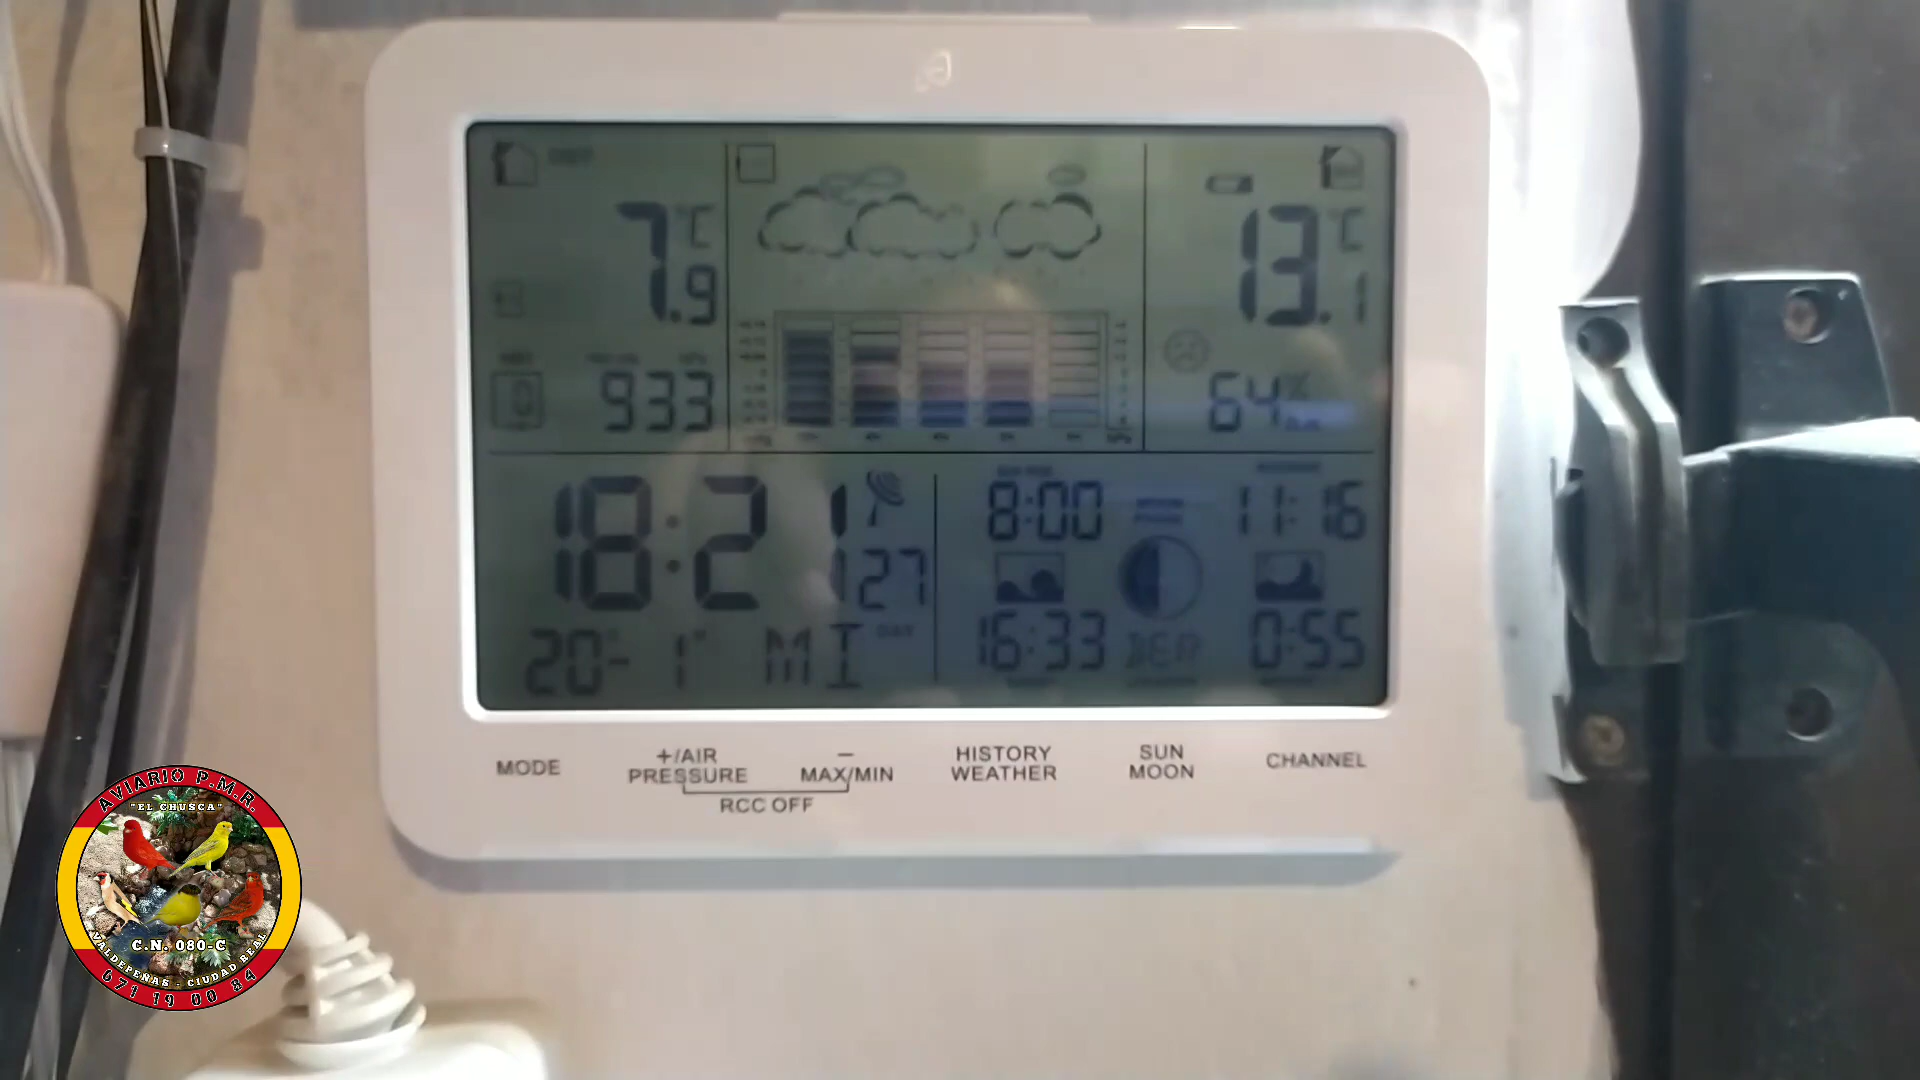 7.9 °C
13.1 °C
933
64%
18:21
27
DAY
20- 1 MI
8:00
16:33
BER
11:16
0:55
MODE
+/AIR PRESSURE
− MAX/MIN
RCC OFF
HISTORY WEATHER
SUN MOON
CHANNEL
AVIARIO P.M.R.
"EL CHUSCA"
C.N. 080-C
VALDEPEÑAS - CIUDAD REAL
671 19 00 84